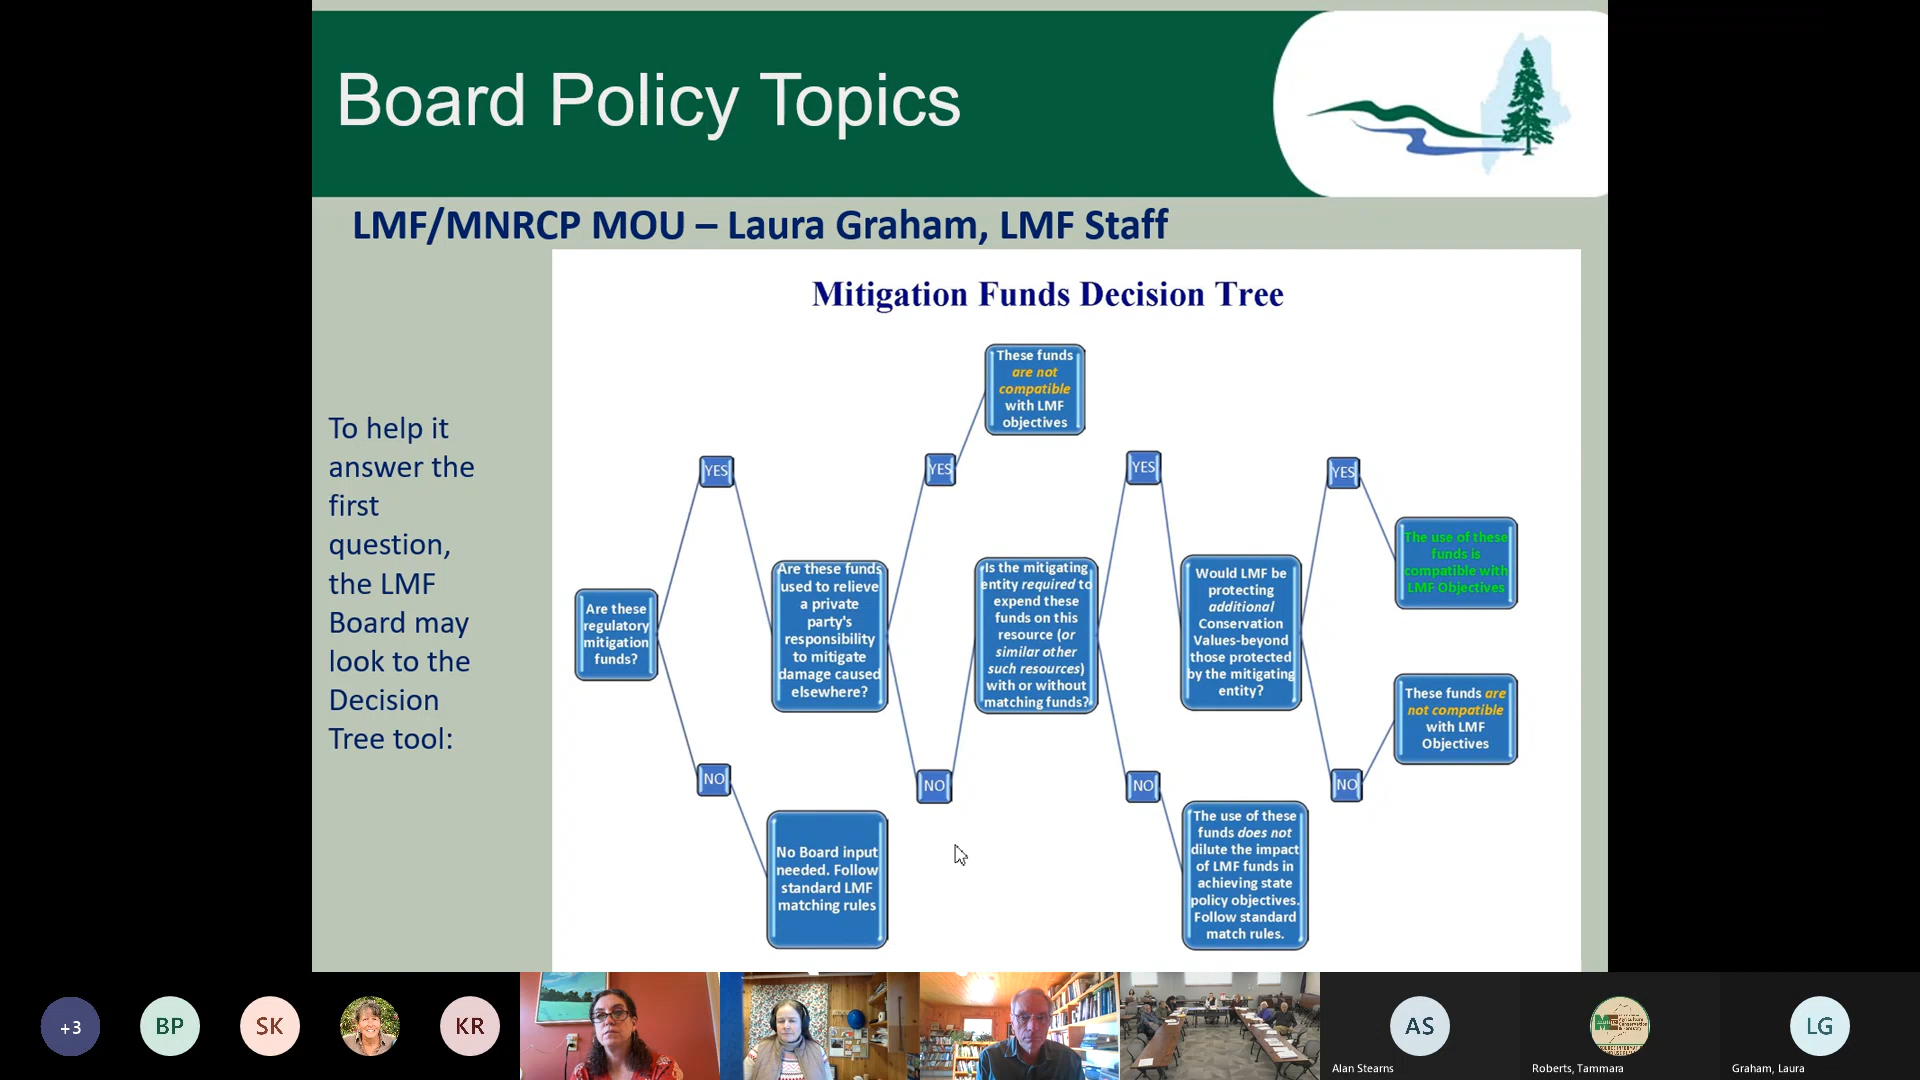 Board Policy Topics
LMF/MNRCP MOU – Laura Graham, LMF Staff
To help it
answer the
first
question,
the LMF
Board may
look to the
Decision
Tree tool:
Mitigation Funds Decision Tree
Are these
regulatory
mitigation
funds?
YES
NO
No Board input
needed. Follow
standard LMF
matching rules
Are these funds
used to relieve
a private
party's
responsibility
to mitigate
damage caused
elsewhere?
YES
These funds
are not
compatible
with LMF
objectives
NO
Is the mitigating
entity required to
expend these
funds on this
resource (or
similar other
such resources)
with or without
matching funds?
YES
NO
The use of these
funds does not
dilute the impact
of LMF funds in
achieving state
policy objectives.
Follow standard
match rules.
Would LMF be
protecting
additional
Conservation
Values-beyond
those protected
by the mitigating
entity?
YES
The use of these
funds is
compatible with
LMF Objectives
NO
These funds are
not compatible
with LMF
Objectives
+3
BP
SK
KR
AS
Alan Stearns
Roberts, Tammara
LG
Graham, Laura